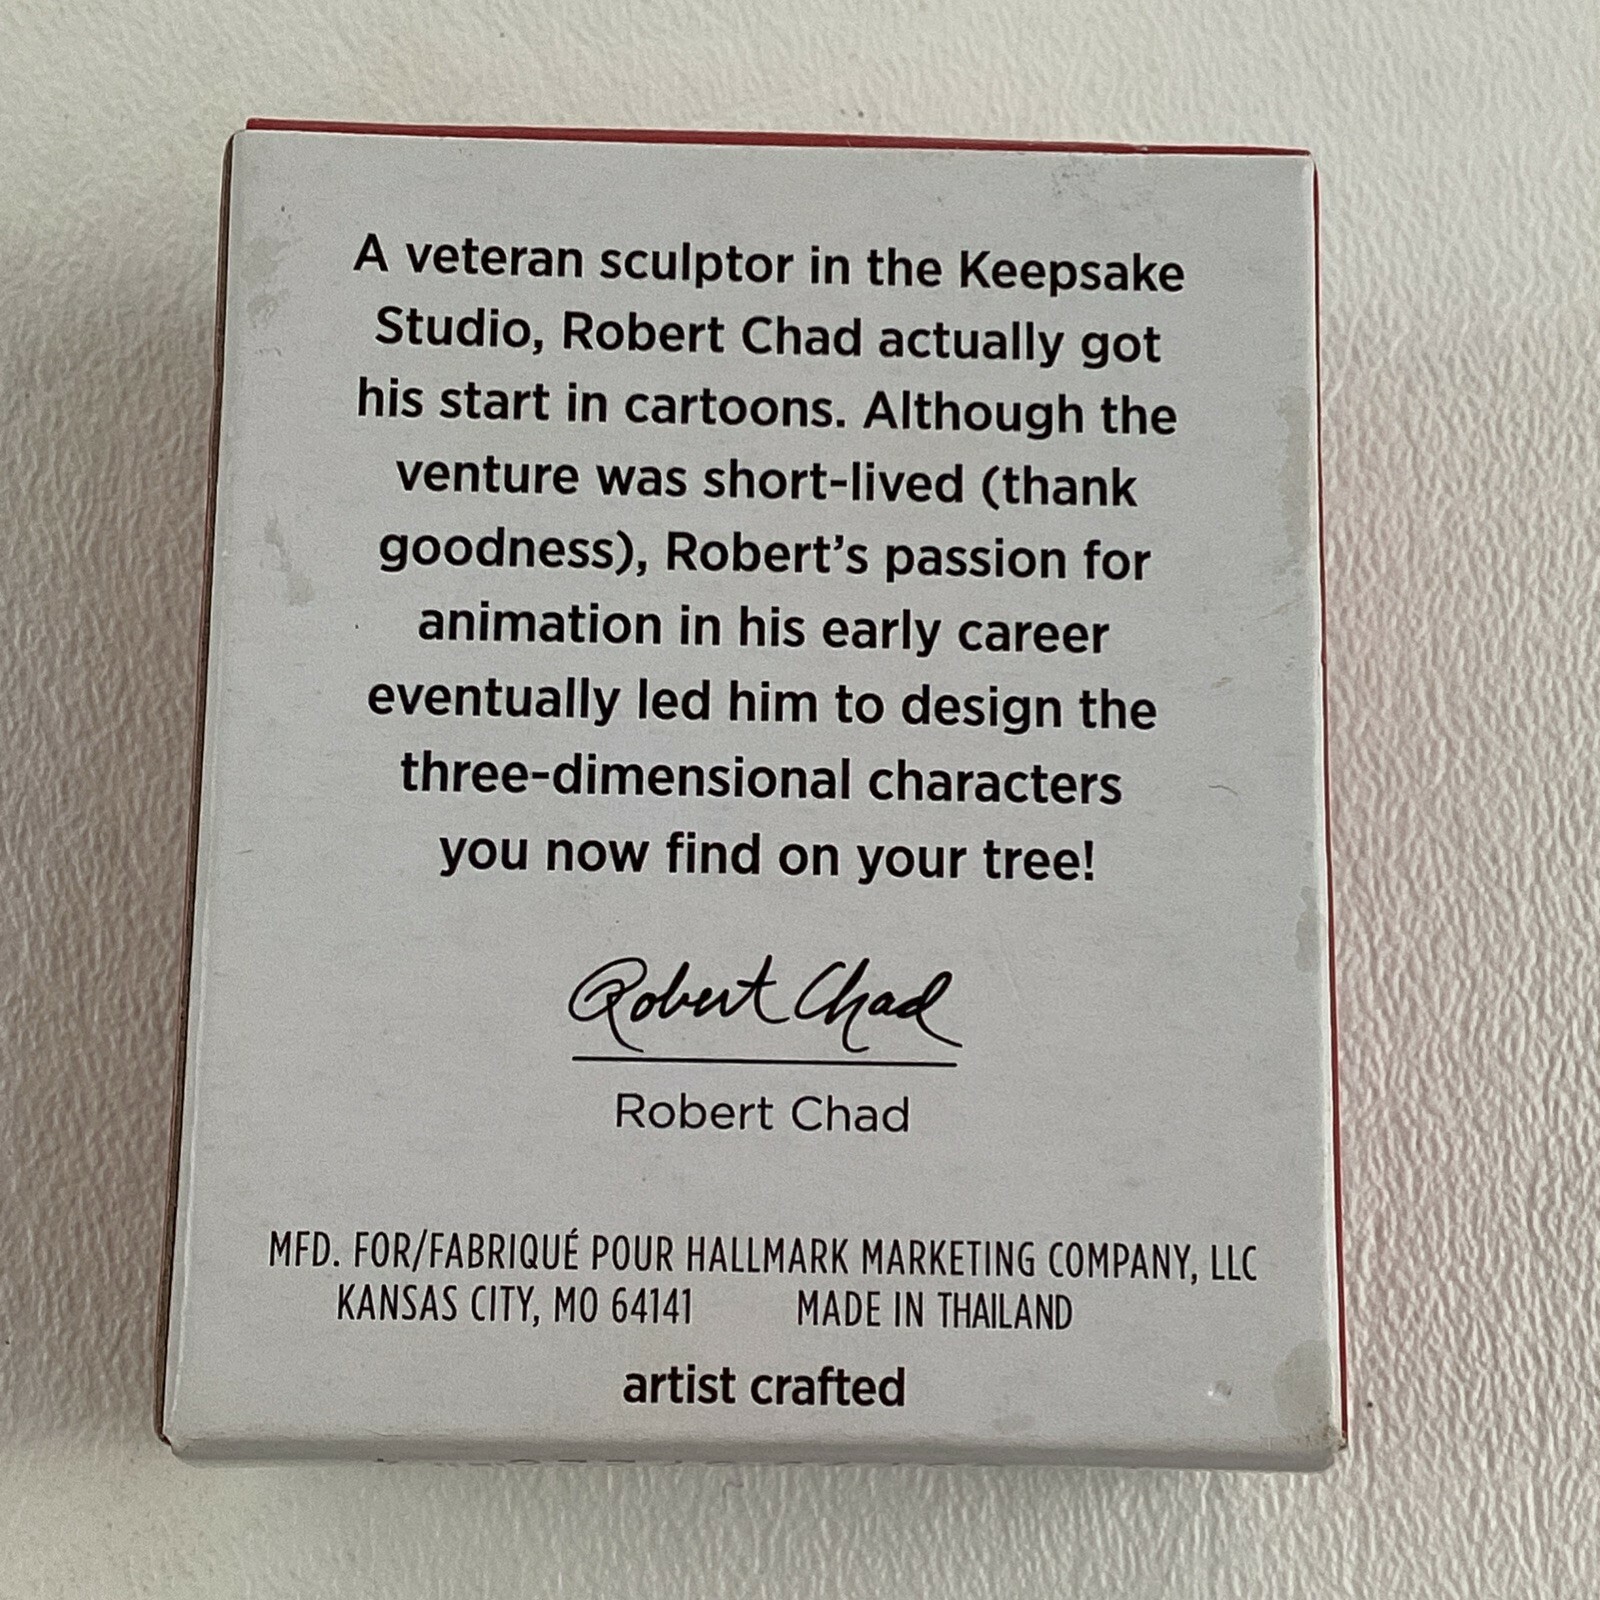 A veteran sculptor in the Keepsake
Studio, Robert Chad actually got
his start in cartoons. Although the
venture was short-lived (thank
goodness), Robert’s passion for
animation in his early career
eventually led him to design the
three-dimensional characters
you now find on your tree!
Robert Chad
Robert Chad
MFD. FOR/FABRIQUÉ POUR HALLMARK MARKETING COMPANY, LLC
KANSAS CITY, MO 64141 MADE IN THAILAND
artist crafted